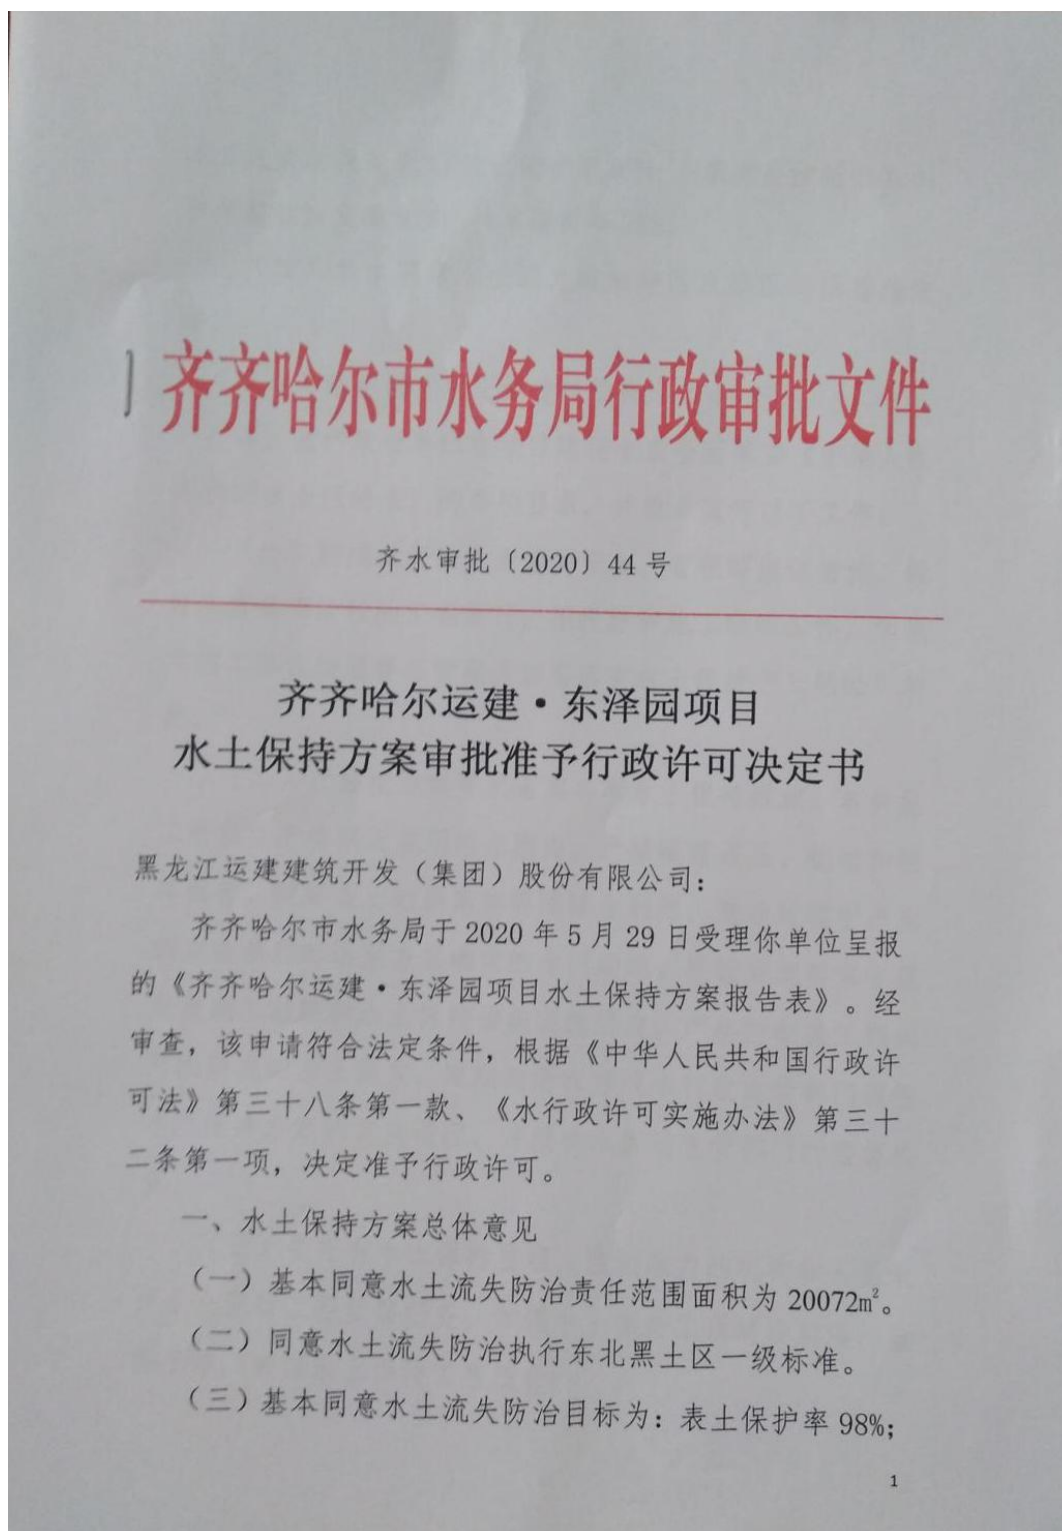 齐齐哈尔市水务局行政审批文件
齐水审批〔2020〕44号
齐齐哈尔运建·东泽园项目
水土保持方案审批准予行政许可决定书
黑龙江运建建筑开发（集团）股份有限公司：
齐齐哈尔市水务局于2020年5月29日受理你单位呈报
的《齐齐哈尔运建·东泽园项目水土保持方案报告表》。经
审查，该申请符合法定条件，根据《中华人民共和国行政许
可法》第三十八条第一款、《水行政许可实施办法》第三十
二条第一项，决定准予行政许可。
一、水土保持方案总体意见
（一）基本同意水土流失防治责任范围面积为20072㎡。
（二）同意水土流失防治执行东北黑土区一级标准。
（三）基本同意水土流失防治目标为：表土保护率98%；
1